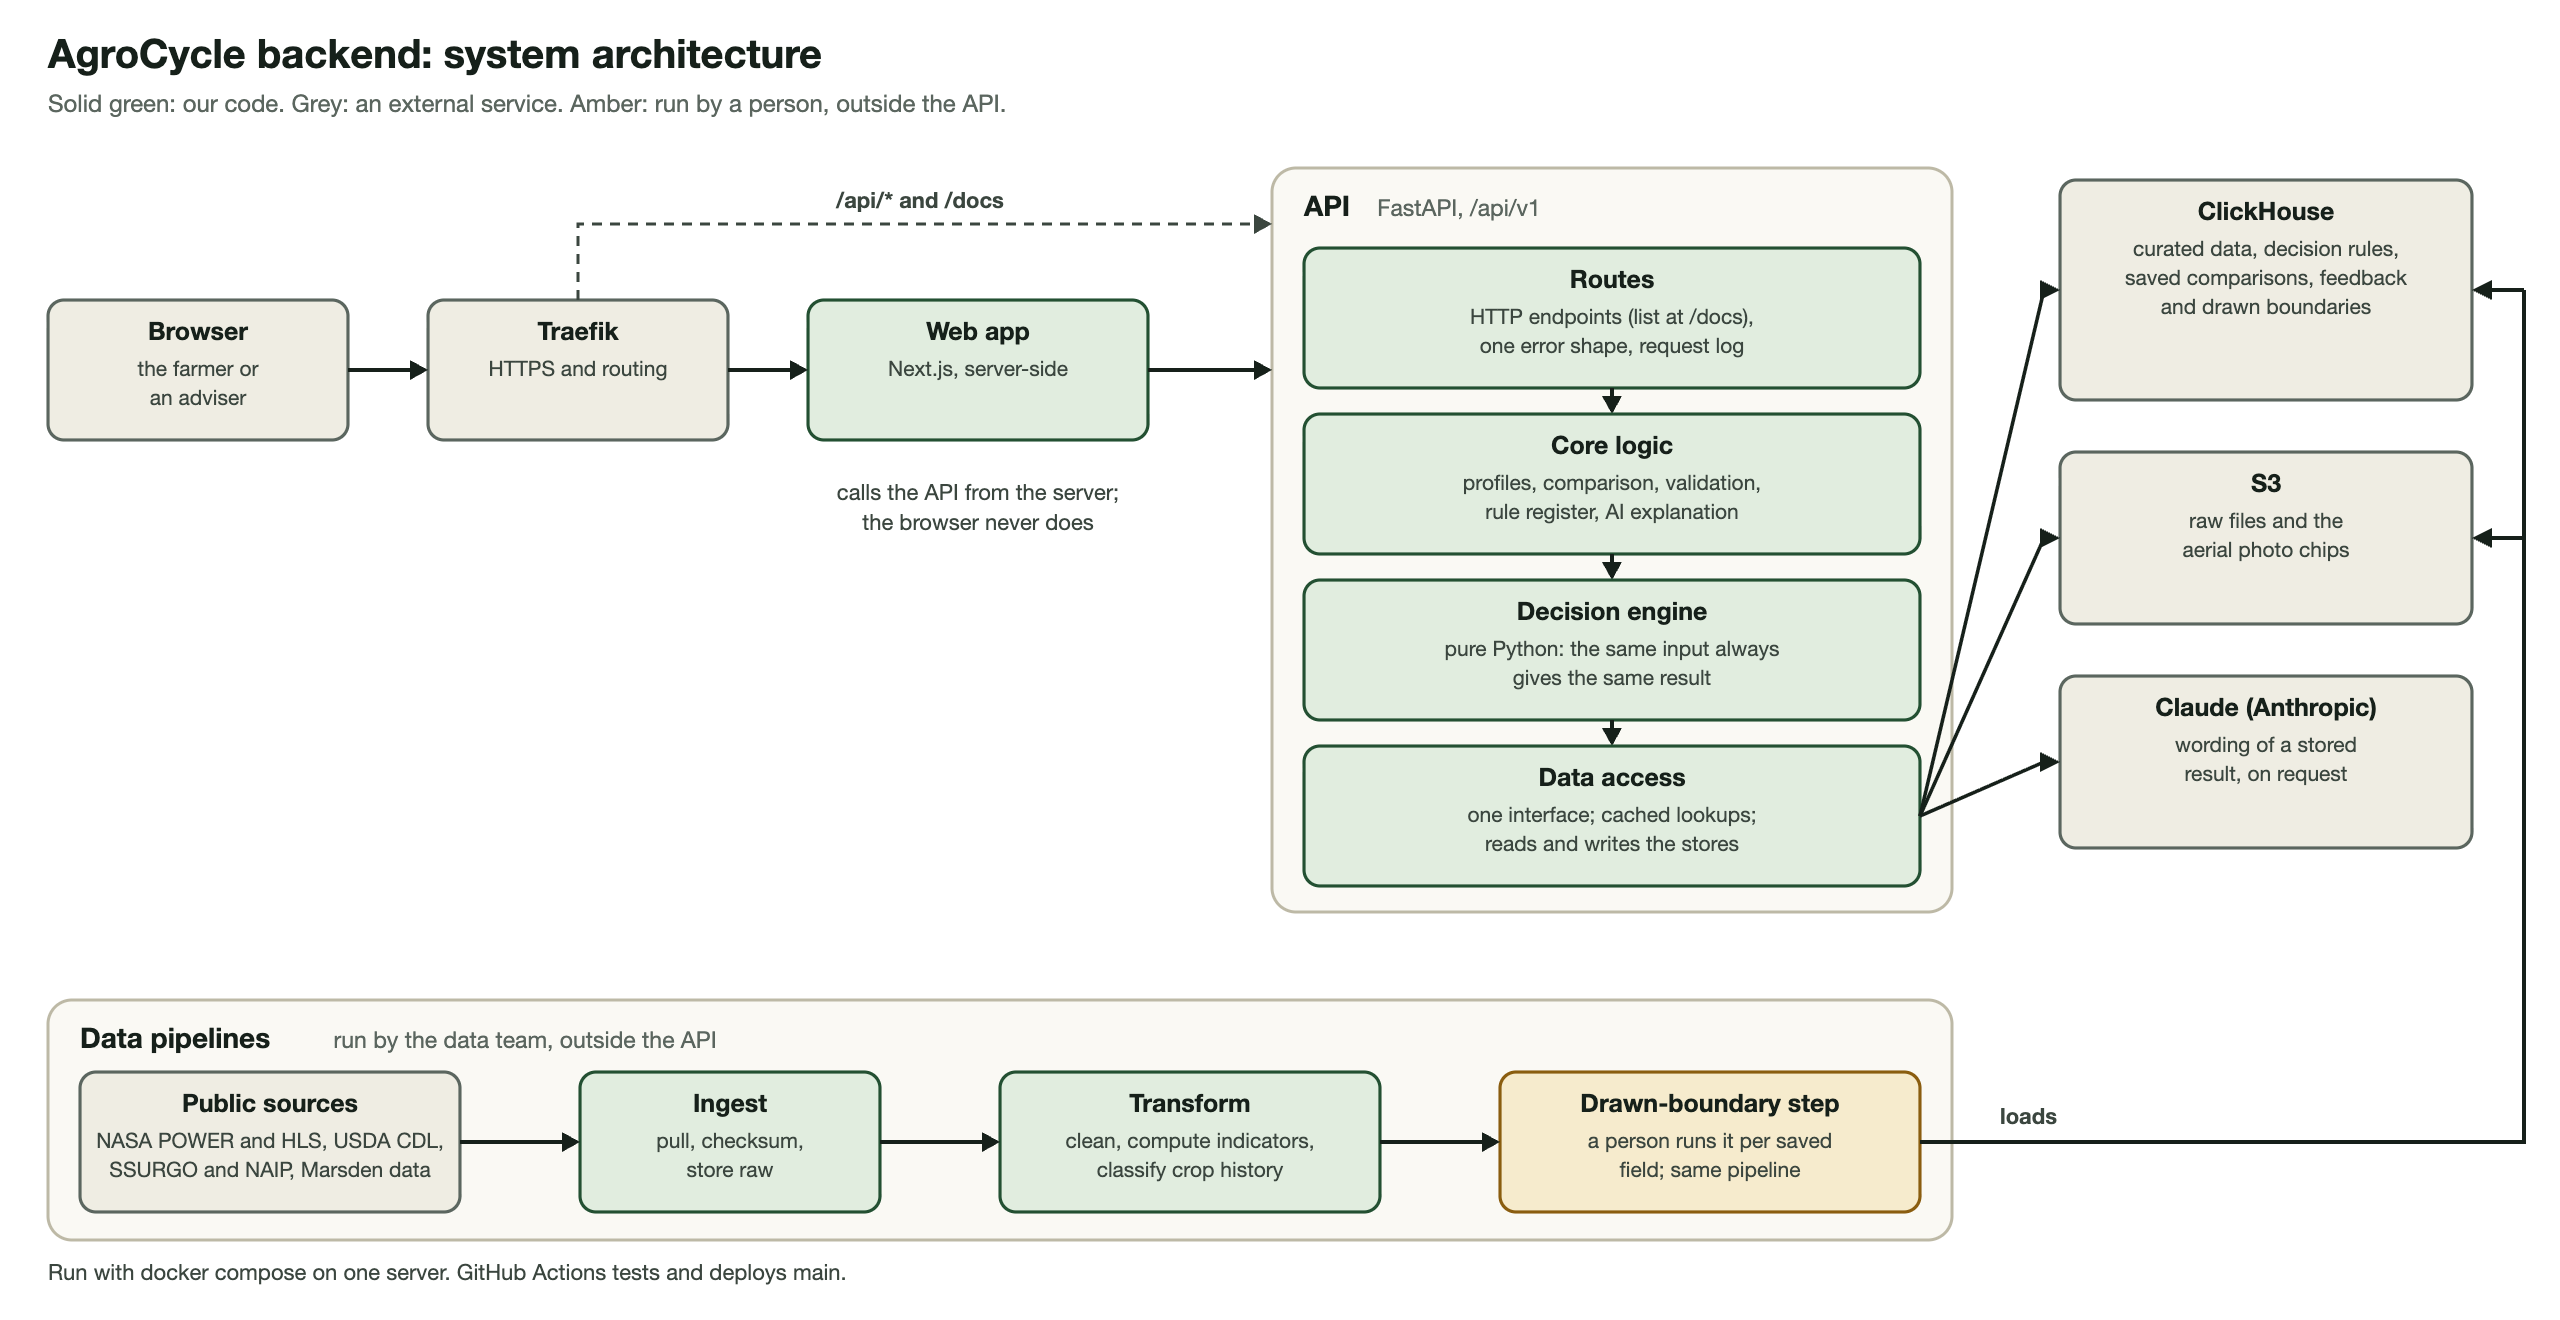 AgroCycle backend: system architecture
Solid green: our code. Grey: an external service. Amber: run by a person, outside the API.
/api/* and /docs
Browser
the farmer or
an adviser
Traefik
HTTPS and routing
Web app
Next.js, server-side
calls the API from the server;
the browser never does
API FastAPI, /api/v1
Routes
HTTP endpoints (list at /docs),
one error shape, request log
Core logic
profiles, comparison, validation,
rule register, AI explanation
Decision engine
pure Python: the same input always
gives the same result
Data access
one interface; cached lookups;
reads and writes the stores
ClickHouse
curated data, decision rules,
saved comparisons, feedback
and drawn boundaries
S3
raw files and the
aerial photo chips
Claude (Anthropic)
wording of a stored
result, on request
Data pipelines run by the data team, outside the API
Public sources
NASA POWER and HLS, USDA CDL,
SSURGO and NAIP, Marsden data
Ingest
pull, checksum,
store raw
Transform
clean, compute indicators,
classify crop history
Drawn-boundary step
a person runs it per saved
field; same pipeline
loads
Run with docker compose on one server. GitHub Actions tests and deploys main.